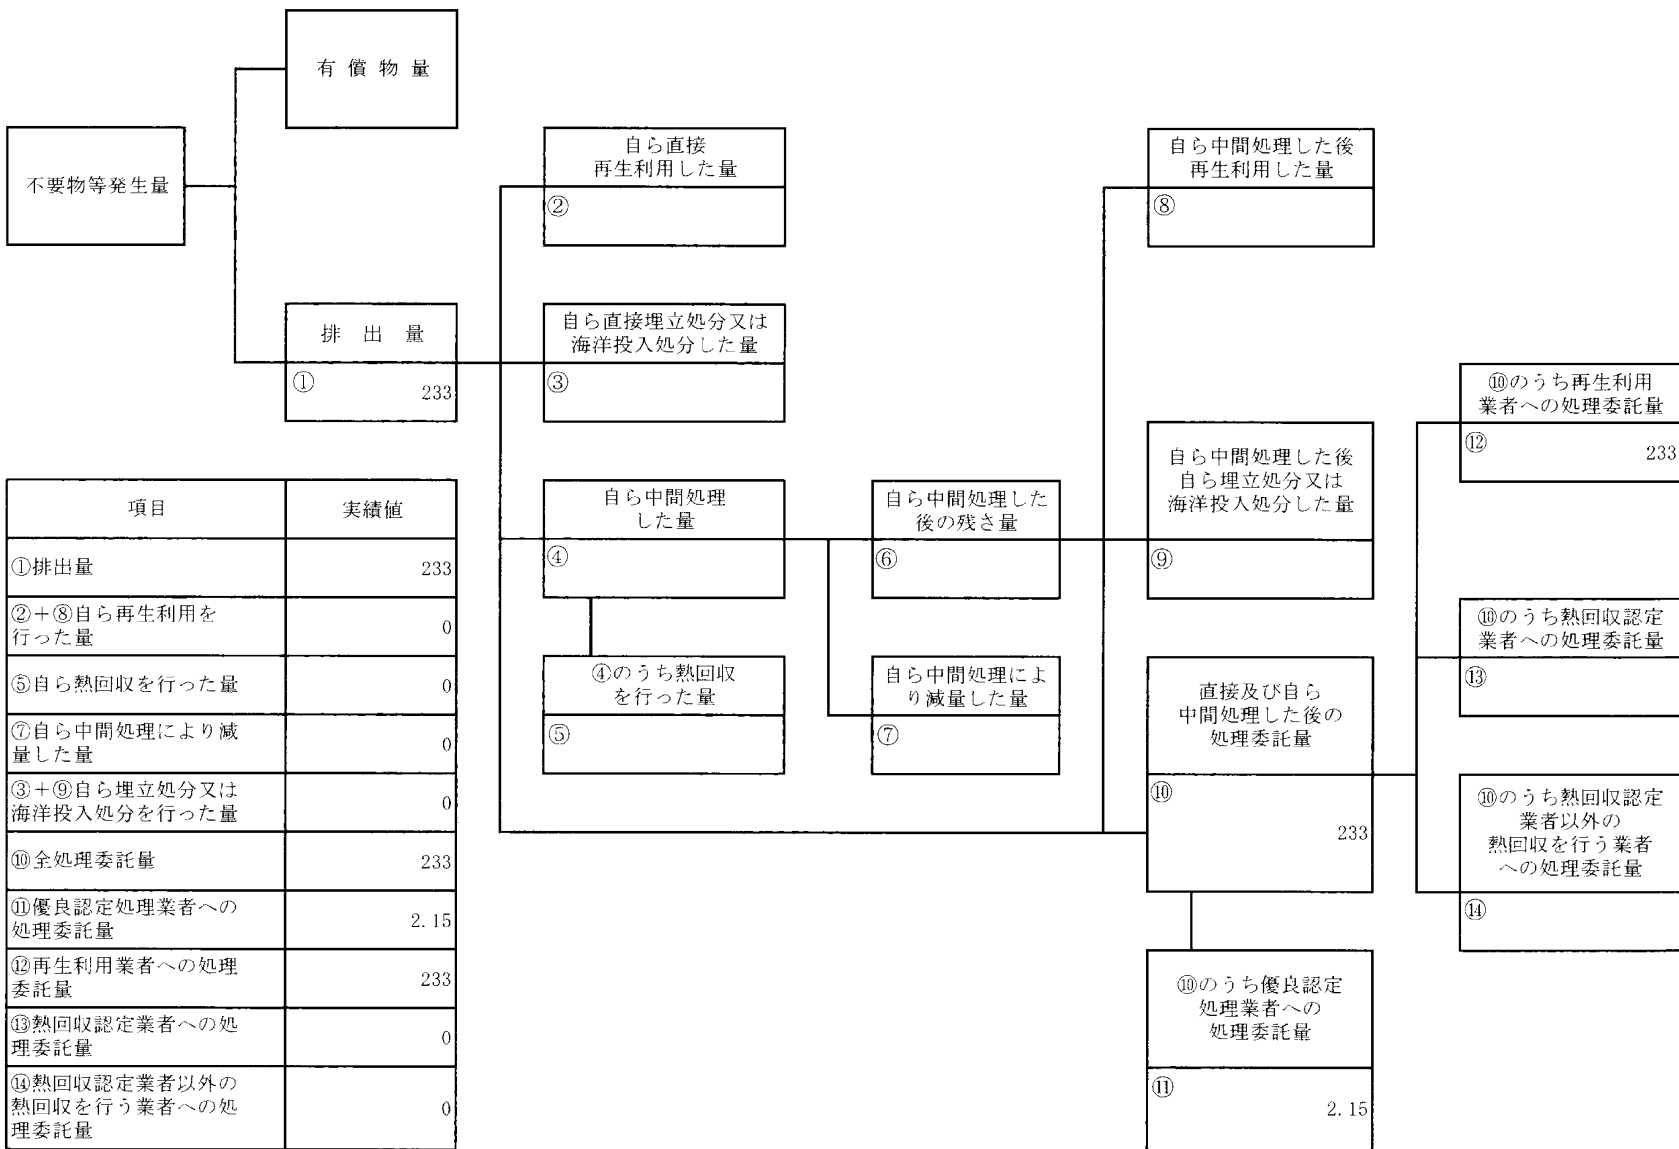 有償物量
不要物等発生量
排出量
①
233
自ら直接
再生利用した量
②
自ら直接埋立処分又は
海洋投入処分した量
③
自ら中間処理
した量
④
④のうち熱回収
を行った量
⑤
自ら中間処理した
後の残さ量
⑥
自ら中間処理によ
り減量した量
⑦
自ら中間処理した後
再生利用した量
⑧
自ら中間処理した後
自ら埋立処分又は
海洋投入処分した量
⑨
直接及び自ら
中間処理した後の
処理委託量
⑩
233
⑩のうち優良認定
処理業者への
処理委託量
⑪
2.15
⑩のうち再生利用
業者への処理委託量
⑫
233
⑩のうち熱回収認定
業者への処理委託量
⑬
⑩のうち熱回収認定
業者以外の
熱回収を行う業者
への処理委託量
⑭
項目 実績値
①排出量 233
②+⑧自ら再生利用を
行った量 0
⑤自ら熱回収を行った量 0
⑦自ら中間処理により減
量した量 0
③+⑨自ら埋立処分又は
海洋投入処分を行った量 0
⑩全処理委託量 233
⑪優良認定処理業者への
処理委託量 2.15
⑫再生利用業者への処理
委託量 233
⑬熱回収認定業者への処
理委託量 0
⑭熱回収認定業者以外の
熱回収を行う業者への処
理委託量 0